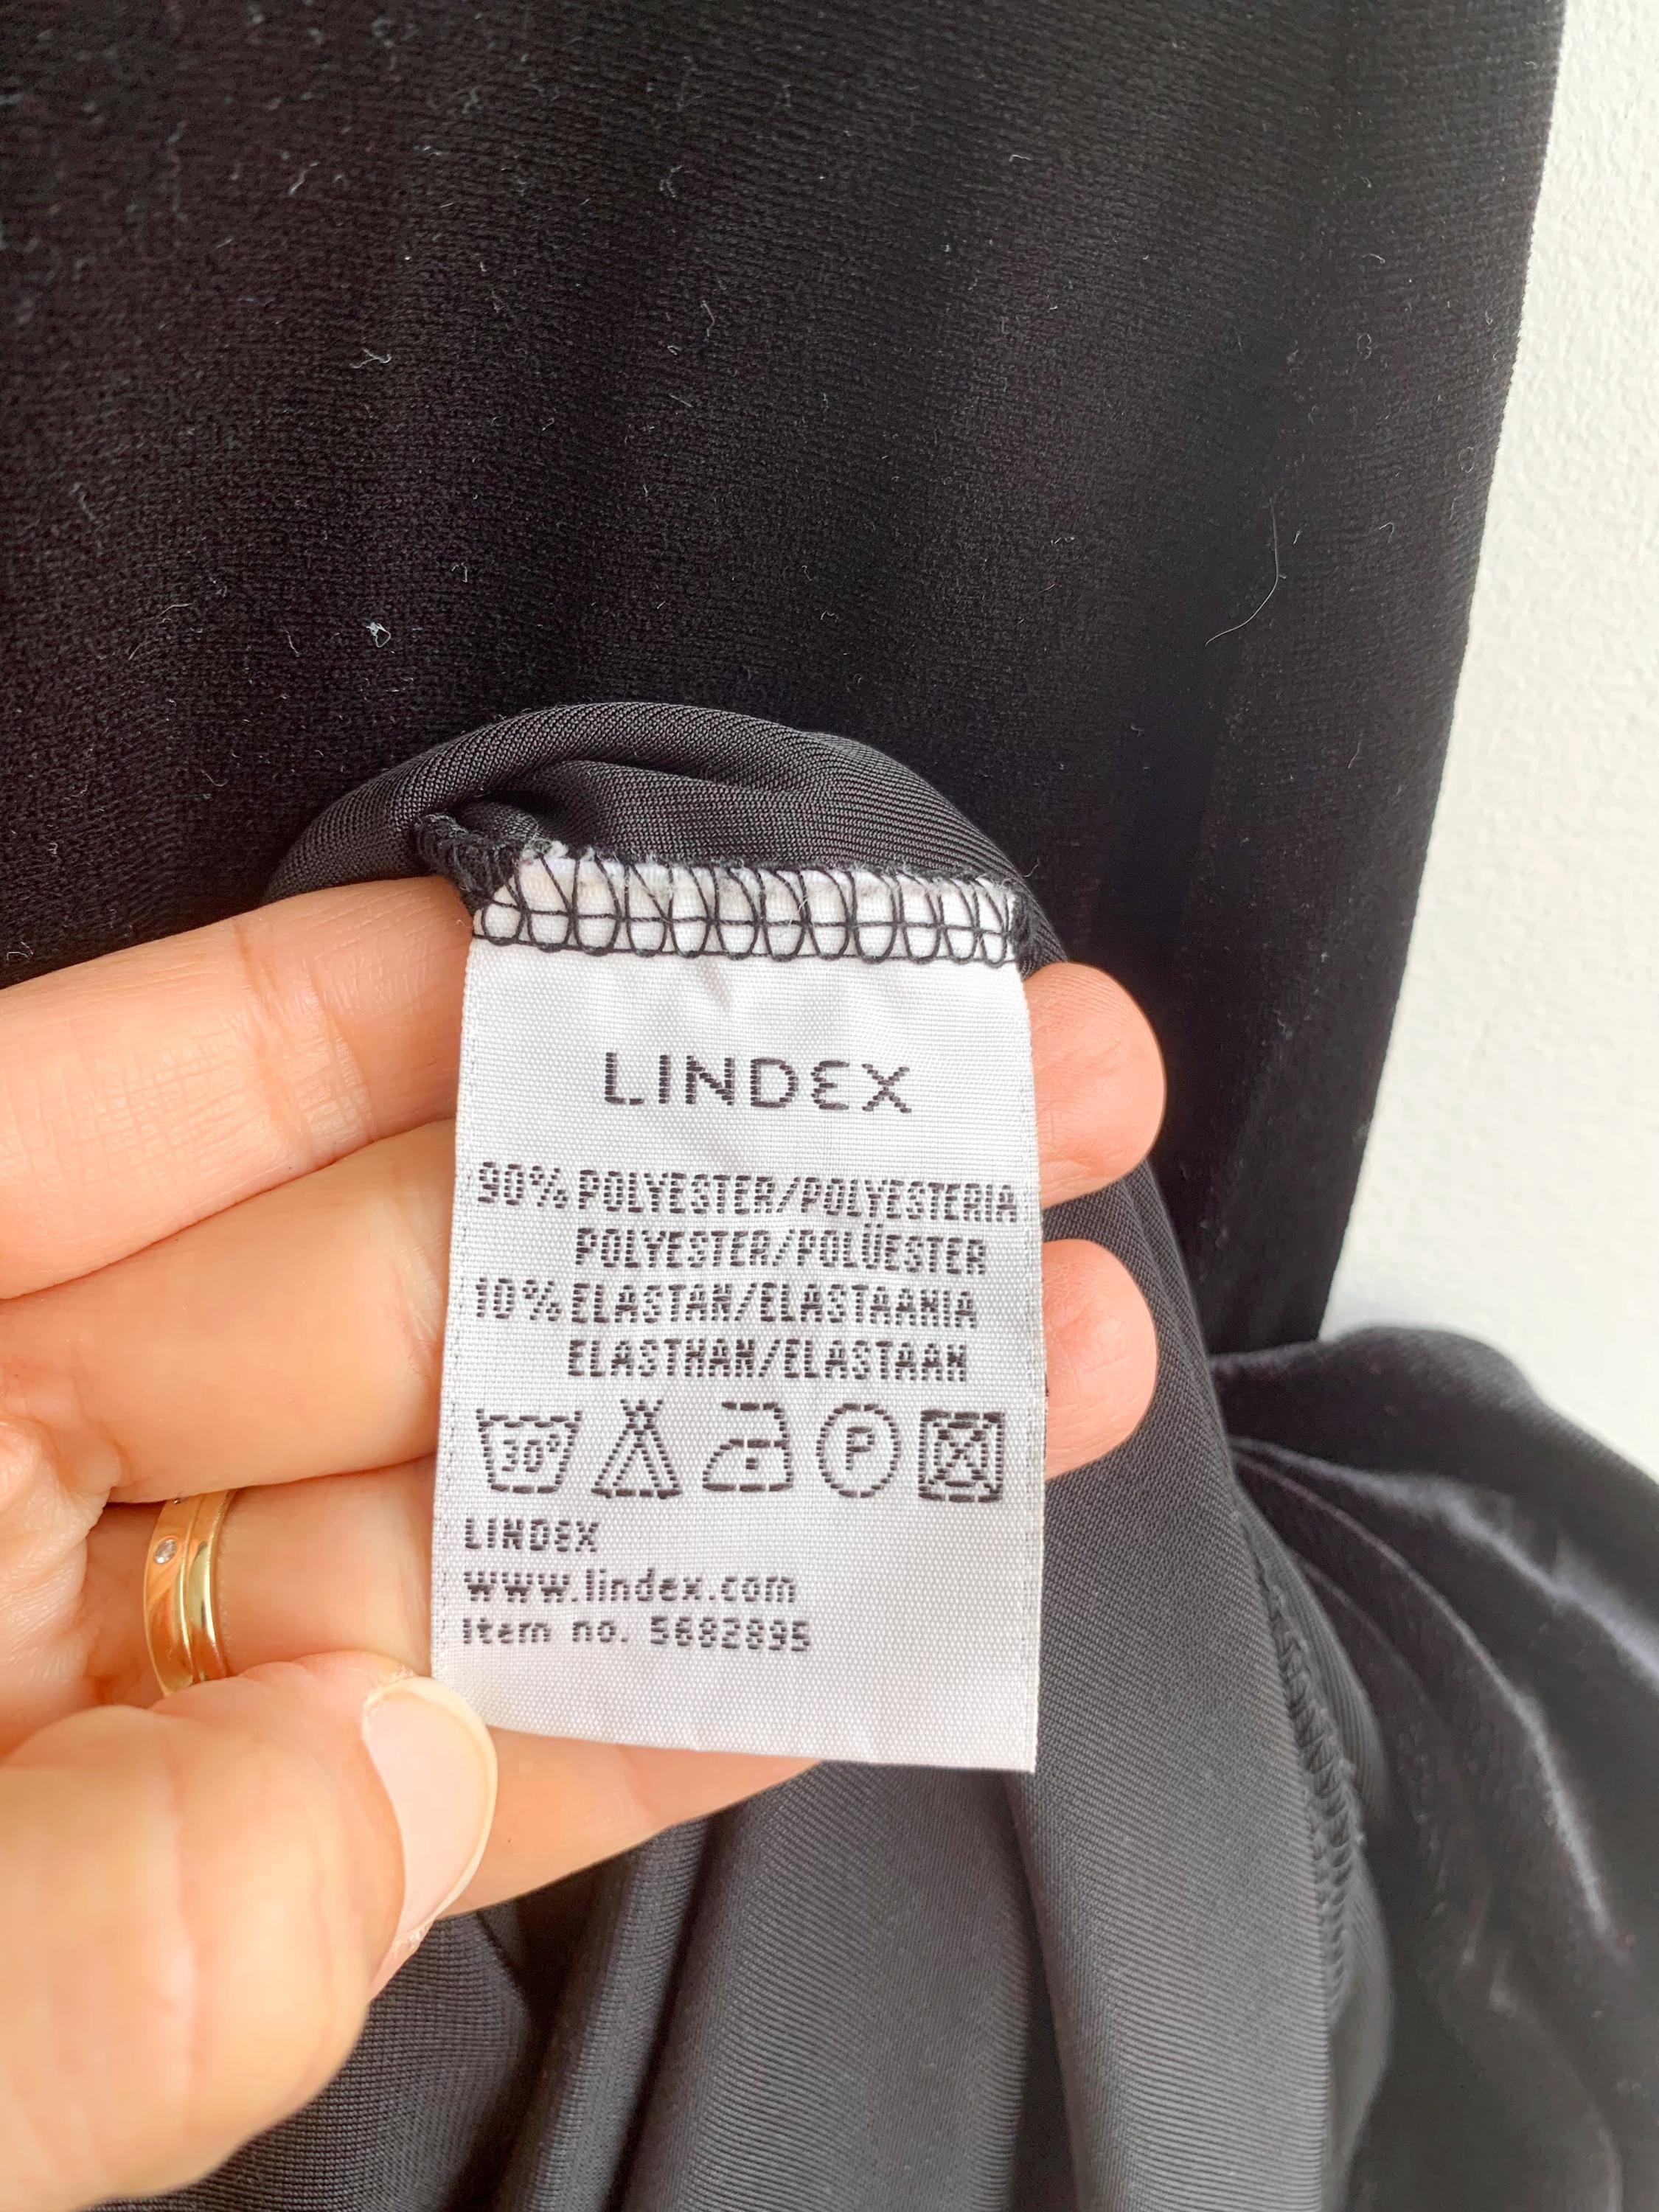 LINDEX
90% POLYESTER/POLYESTERIA
POLYESTER/POLÜESTER
10% ELASTAN/ELASTAANIA
ELASTHAN/ELASTAAN
30° P
LINDEX
www.lindex.com
Item no. 5682895